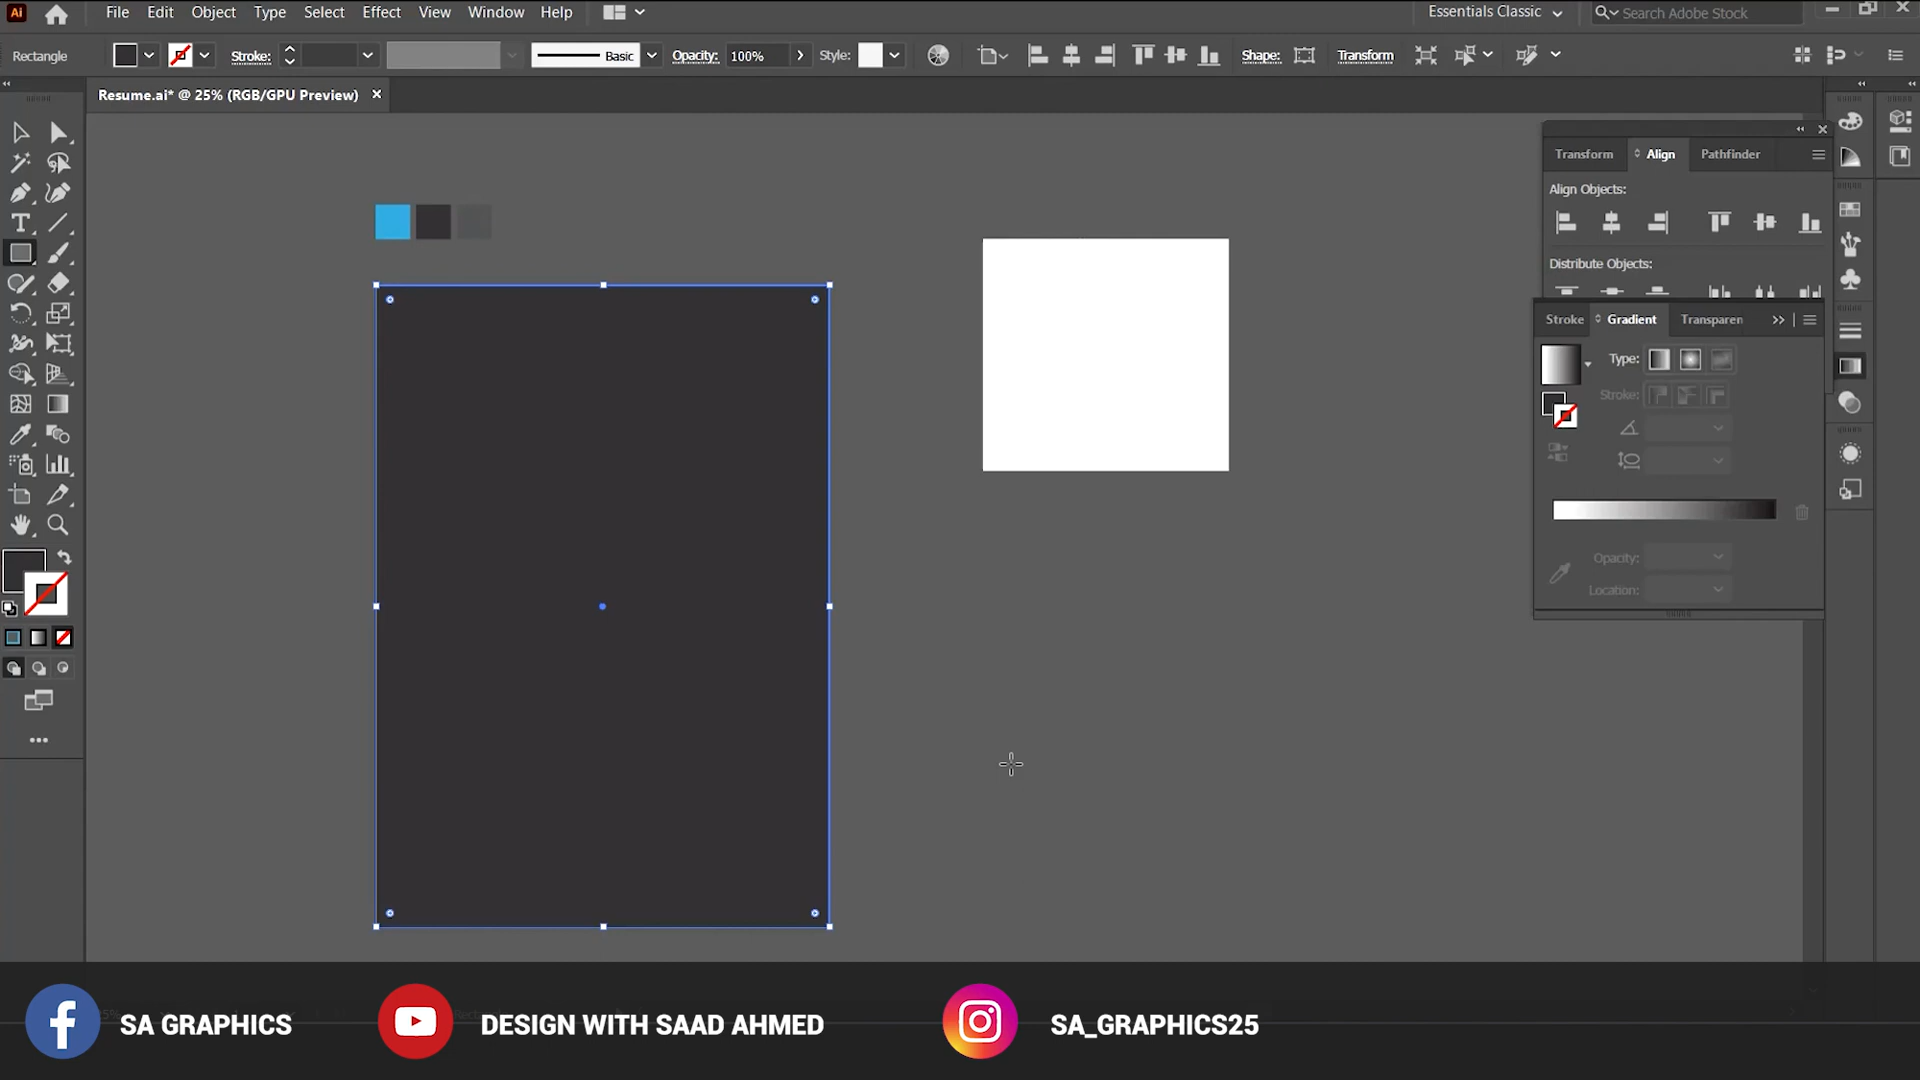 Ai File Edit Object Type Select Effect View Window Help Essentials Classic Search Adobe Stock
Rectangle Stroke: Basic Opacity: 100% Style: Shape: Transform
Resume.ai* @ 25% (RGB/GPU Preview)
Transform Align Pathfinder
Align Objects:
Distribute Objects:
Stroke Gradient Transparen
Type:
Stroke:
Opacity:
Location:
SA GRAPHICS DESIGN WITH SAAD AHMED SA_GRAPHICS25